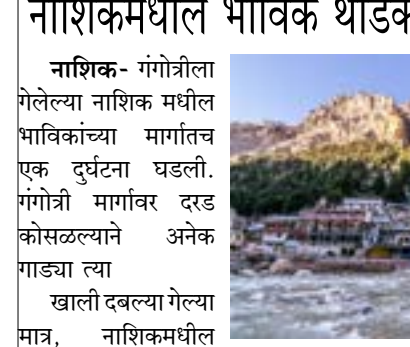 नाशिकमधील भाविक थोडक
नाशिक- गंगोत्रीला
गेलेल्या नाशिक मधील
भाविकांच्या मार्गातच
एक दुर्घटना घडली.
गंगोत्री मार्गावर दरड
कोसळल्याने अनेक
गाड्या त्या
खाली दबल्या गेल्या
मात्र, नाशिकमधील